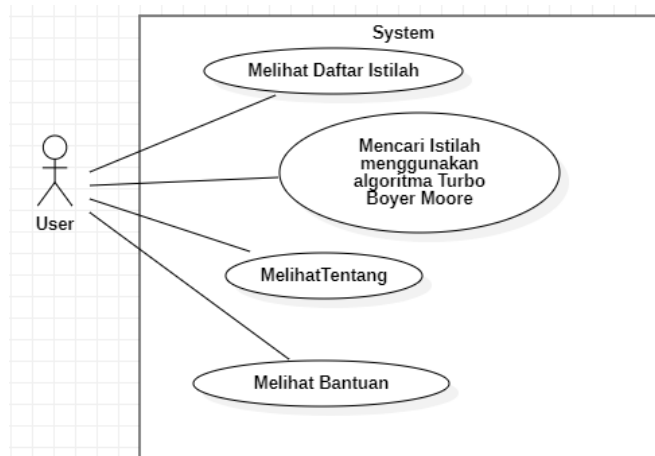 System
Melihat Daftar Istilah
Mencari Istilah
menggunakan
algoritma Turbo
Boyer Moore
User
MelihatTentang
Melihat Bantuan